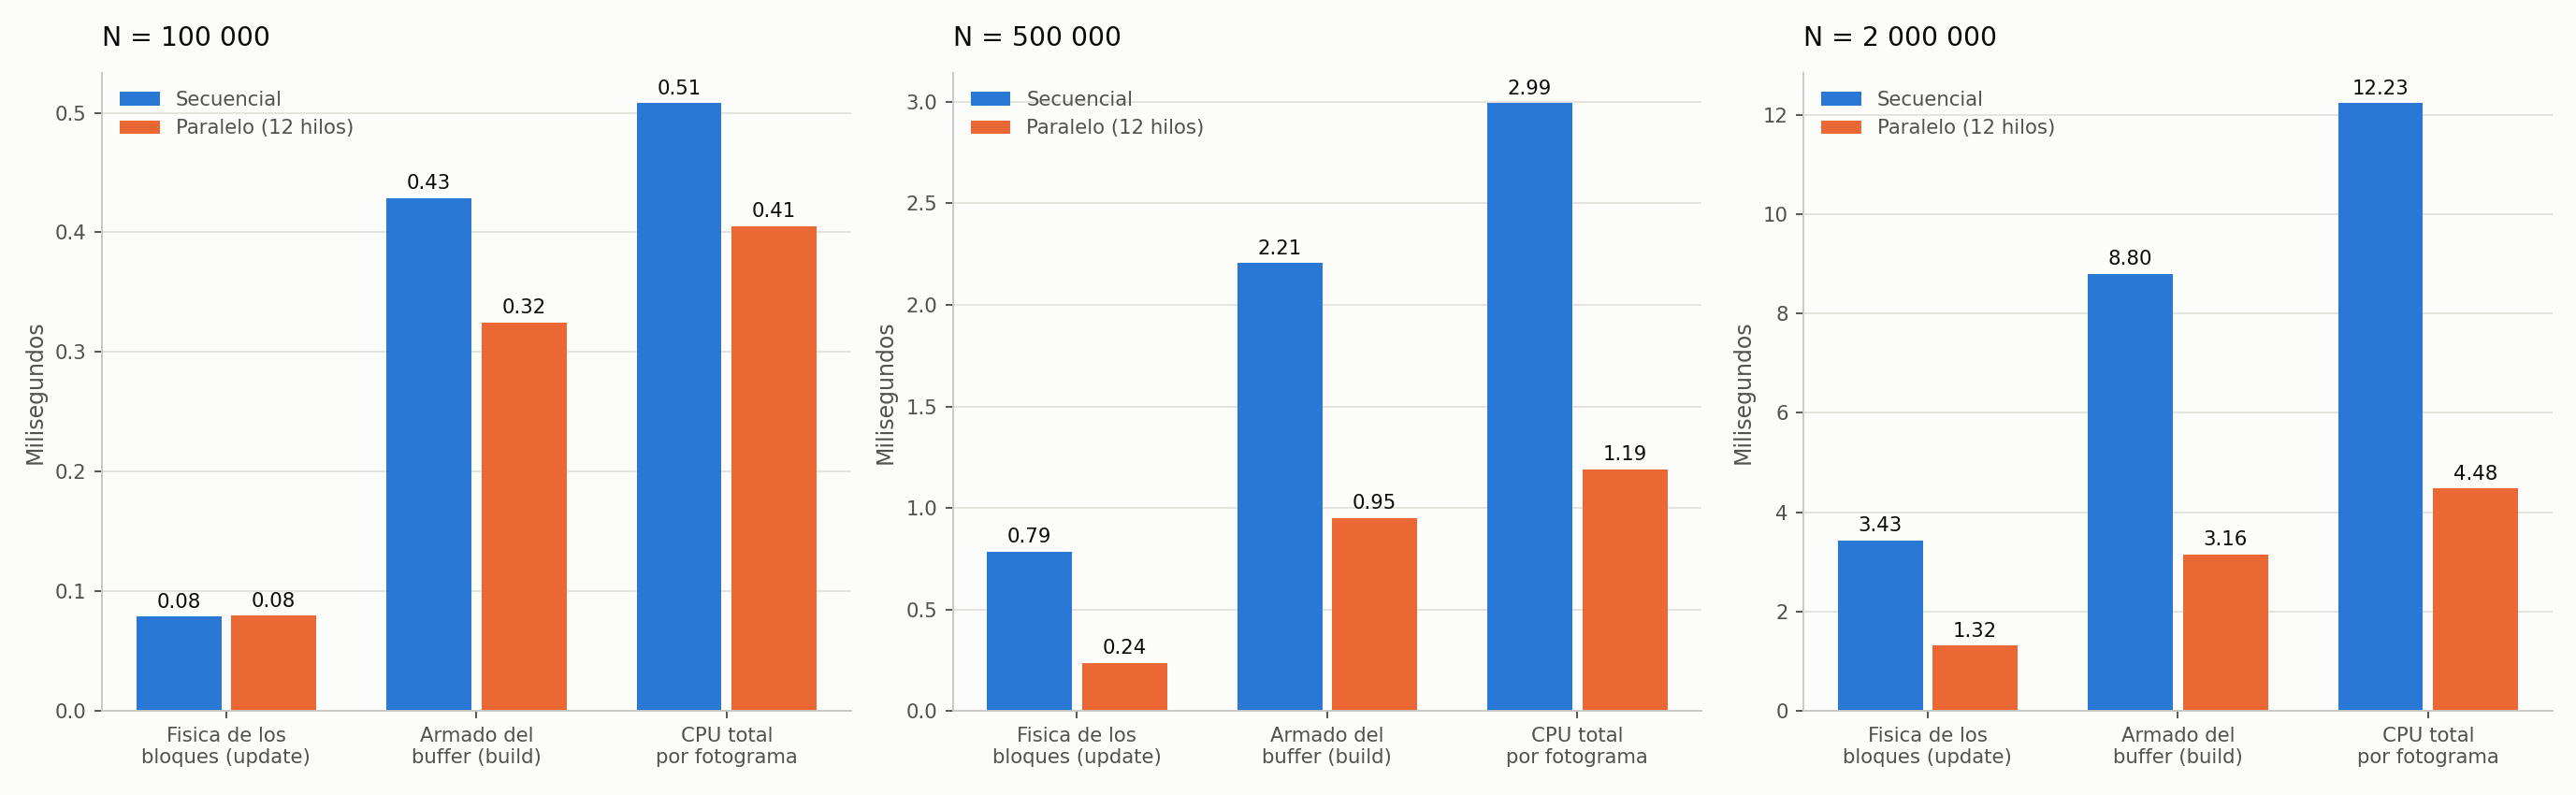 N = 100 000
Secuencial
Paralelo (12 hilos)
Milisegundos
0.5
0.4
0.3
0.2
0.1
0.0
0.08
0.08
0.43
0.32
0.51
0.41
Fisica de los
bloques (update)
Armado del
buffer (build)
CPU total
por fotograma
N = 500 000
Secuencial
Paralelo (12 hilos)
Milisegundos
3.0
2.5
2.0
1.5
1.0
0.5
0.0
0.79
0.24
2.21
0.95
2.99
1.19
Fisica de los
bloques (update)
Armado del
buffer (build)
CPU total
por fotograma
N = 2 000 000
Secuencial
Paralelo (12 hilos)
Milisegundos
12
10
8
6
4
2
0
3.43
1.32
8.80
3.16
12.23
4.48
Fisica de los
bloques (update)
Armado del
buffer (build)
CPU total
por fotograma